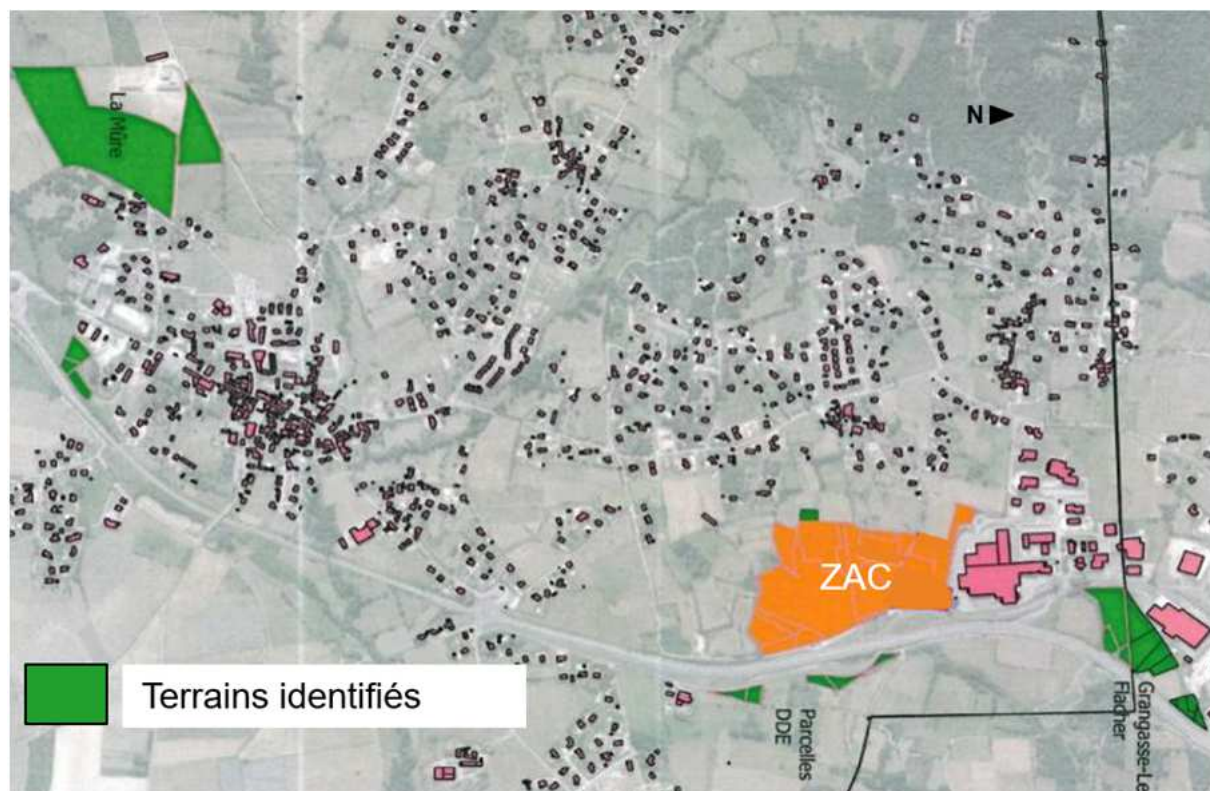 La Mûre
N
ZAC
Grangasse-Le
Flacher
Parcelles
DDE
Terrains identifiés